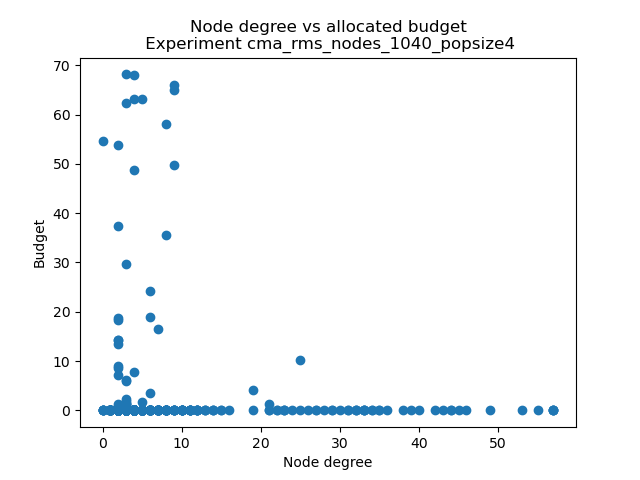 Node degree vs allocated budget
Experiment cma_rms_nodes_1040_popsize4
70
60
50
40
30
20
10
0
Budget
0 10 20 30 40 50
Node degree